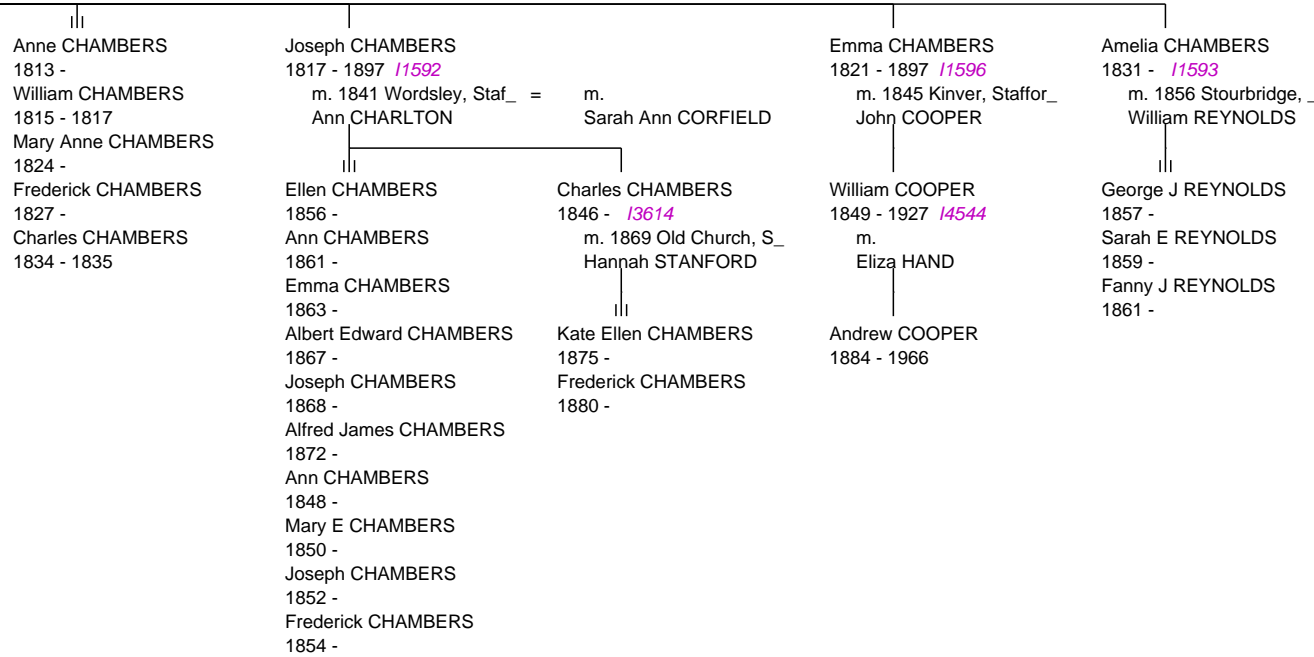 Anne CHAMBERS
1813 -
William CHAMBERS
1815 - 1817
Mary Anne CHAMBERS
1824 -
Frederick CHAMBERS
1827 -
Charles CHAMBERS
1834 - 1835
Joseph CHAMBERS
1817 - 1897 I1592
m. 1841 Wordsley, Staf_ = m.
Ann CHARLTON Sarah Ann CORFIELD
Ellen CHAMBERS
1856 -
Ann CHAMBERS
1861 -
Emma CHAMBERS
1863 -
Albert Edward CHAMBERS
1867 -
Joseph CHAMBERS
1868 -
Alfred James CHAMBERS
1872 -
Ann CHAMBERS
1848 -
Mary E CHAMBERS
1850 -
Joseph CHAMBERS
1852 -
Frederick CHAMBERS
1854 -
Charles CHAMBERS
1846 - I3614
m. 1869 Old Church, S_
Hannah STANFORD
Kate Ellen CHAMBERS
1875 -
Frederick CHAMBERS
1880 -
Emma CHAMBERS
1821 - 1897 I1596
m. 1845 Kinver, Staffor_
John COOPER
William COOPER
1849 - 1927 I4544
m.
Eliza HAND
Andrew COOPER
1884 - 1966
Amelia CHAMBERS
1831 - I1593
m. 1856 Stourbridge, _
William REYNOLDS
George J REYNOLDS
1857 -
Sarah E REYNOLDS
1859 -
Fanny J REYNOLDS
1861 -